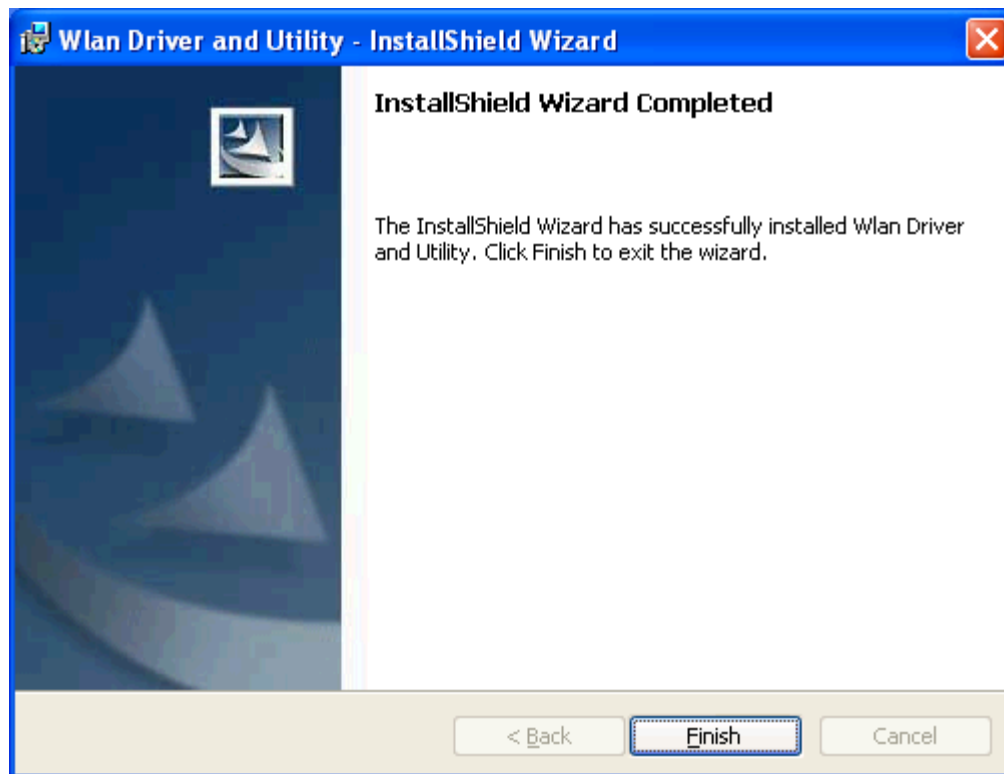 Wlan Driver and Utility - InstallShield Wizard
InstallShield Wizard Completed
The InstallShield Wizard has successfully installed Wlan Driver
and Utility. Click Finish to exit the wizard.
< Back
Finish
Cancel